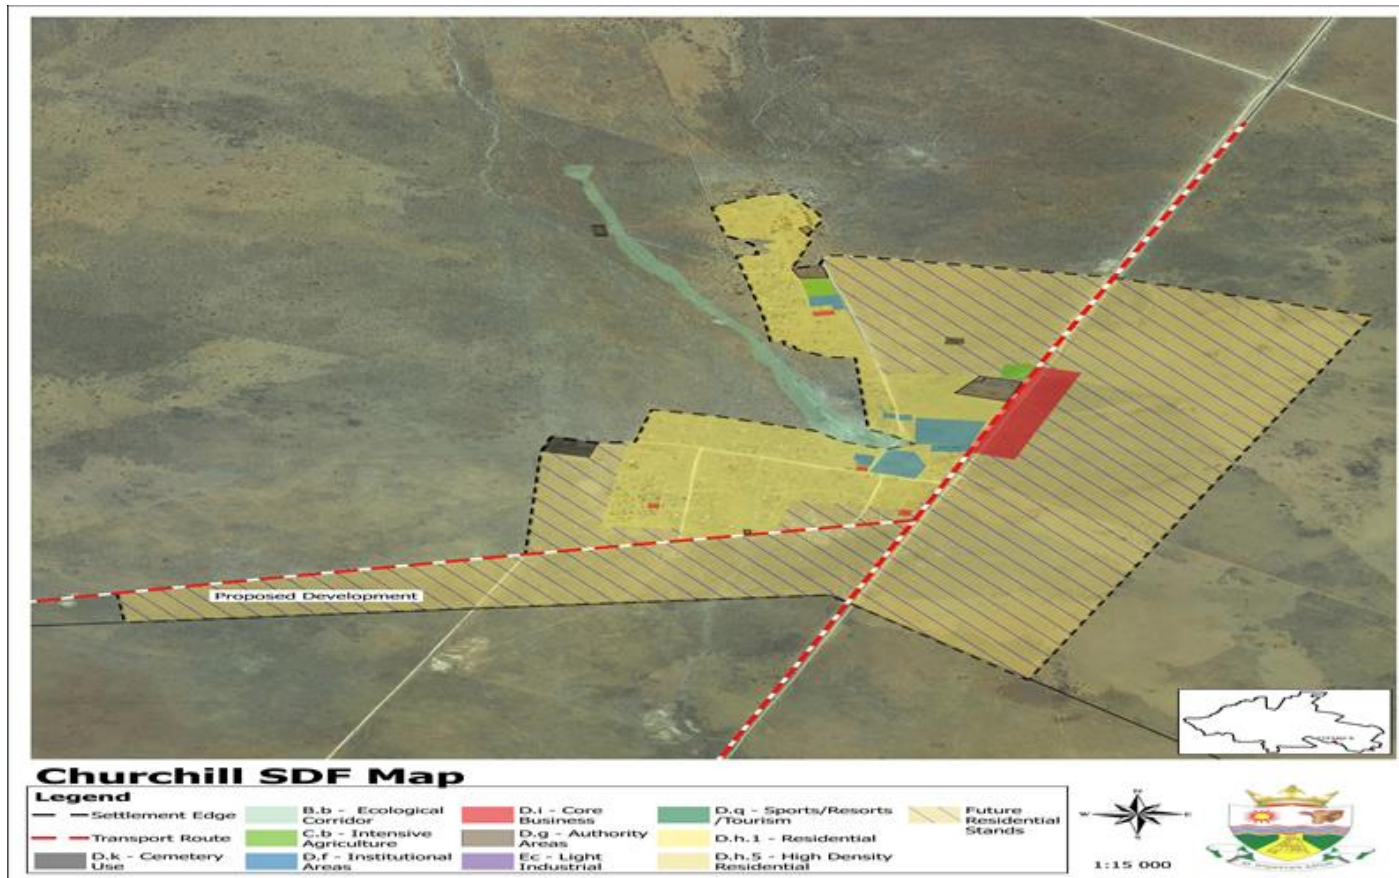 Proposed Development
Churchill SDF Map
Legend
Settlement Edge
Transport Route
D.k - Cemetery
Use
B.b - Ecological
Corridor
C.b - Intensive
Agriculture
D.f - Institutional
Areas
D.i - Core
Business
D.g - Authority
Areas
Ec - Light
Industrial
D.q - Sports/Resorts
/Tourism
D.h.1 - Residential
D.h.5 - High Density
Residential
Future
Residential
Stands
N
W
E
S
1:15 000